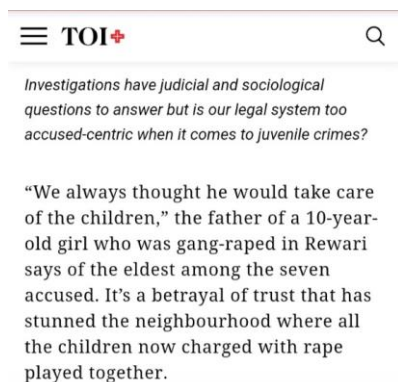 TOI+
Investigations have judicial and sociological
questions to answer but is our legal system too
accused-centric when it comes to juvenile crimes?
“We always thought he would take care
of the children,” the father of a 10-year-
old girl who was gang-raped in Rewari
says of the eldest among the seven
accused. It’s a betrayal of trust that has
stunned the neighbourhood where all
the children now charged with rape
played together.